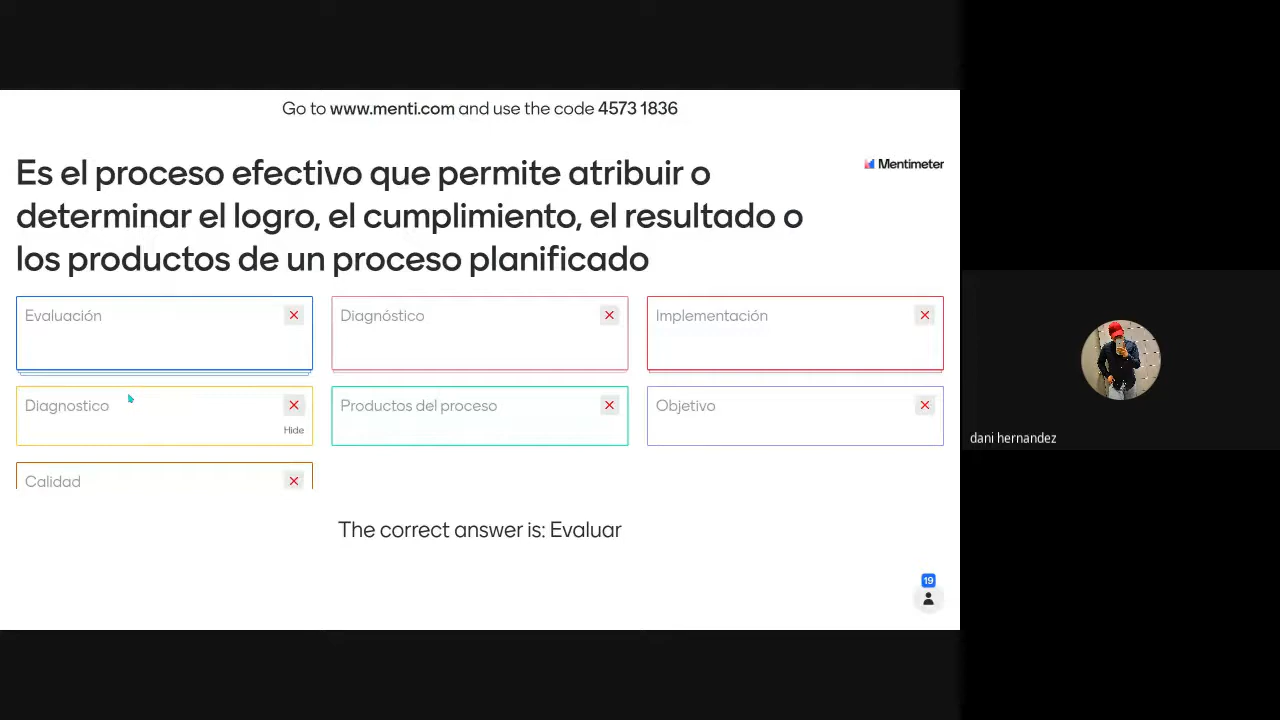 Go to www.menti.com and use the code 4573 1836
Mentimeter
Es el proceso efectivo que permite atribuir o
determinar el logro, el cumplimiento, el resultado o
los productos de un proceso planificado
Evaluación
Diagnóstico
Implementación
Diagnostico
Hide
Productos del proceso
Objetivo
Calidad
The correct answer is: Evaluar
19
dani hernandez